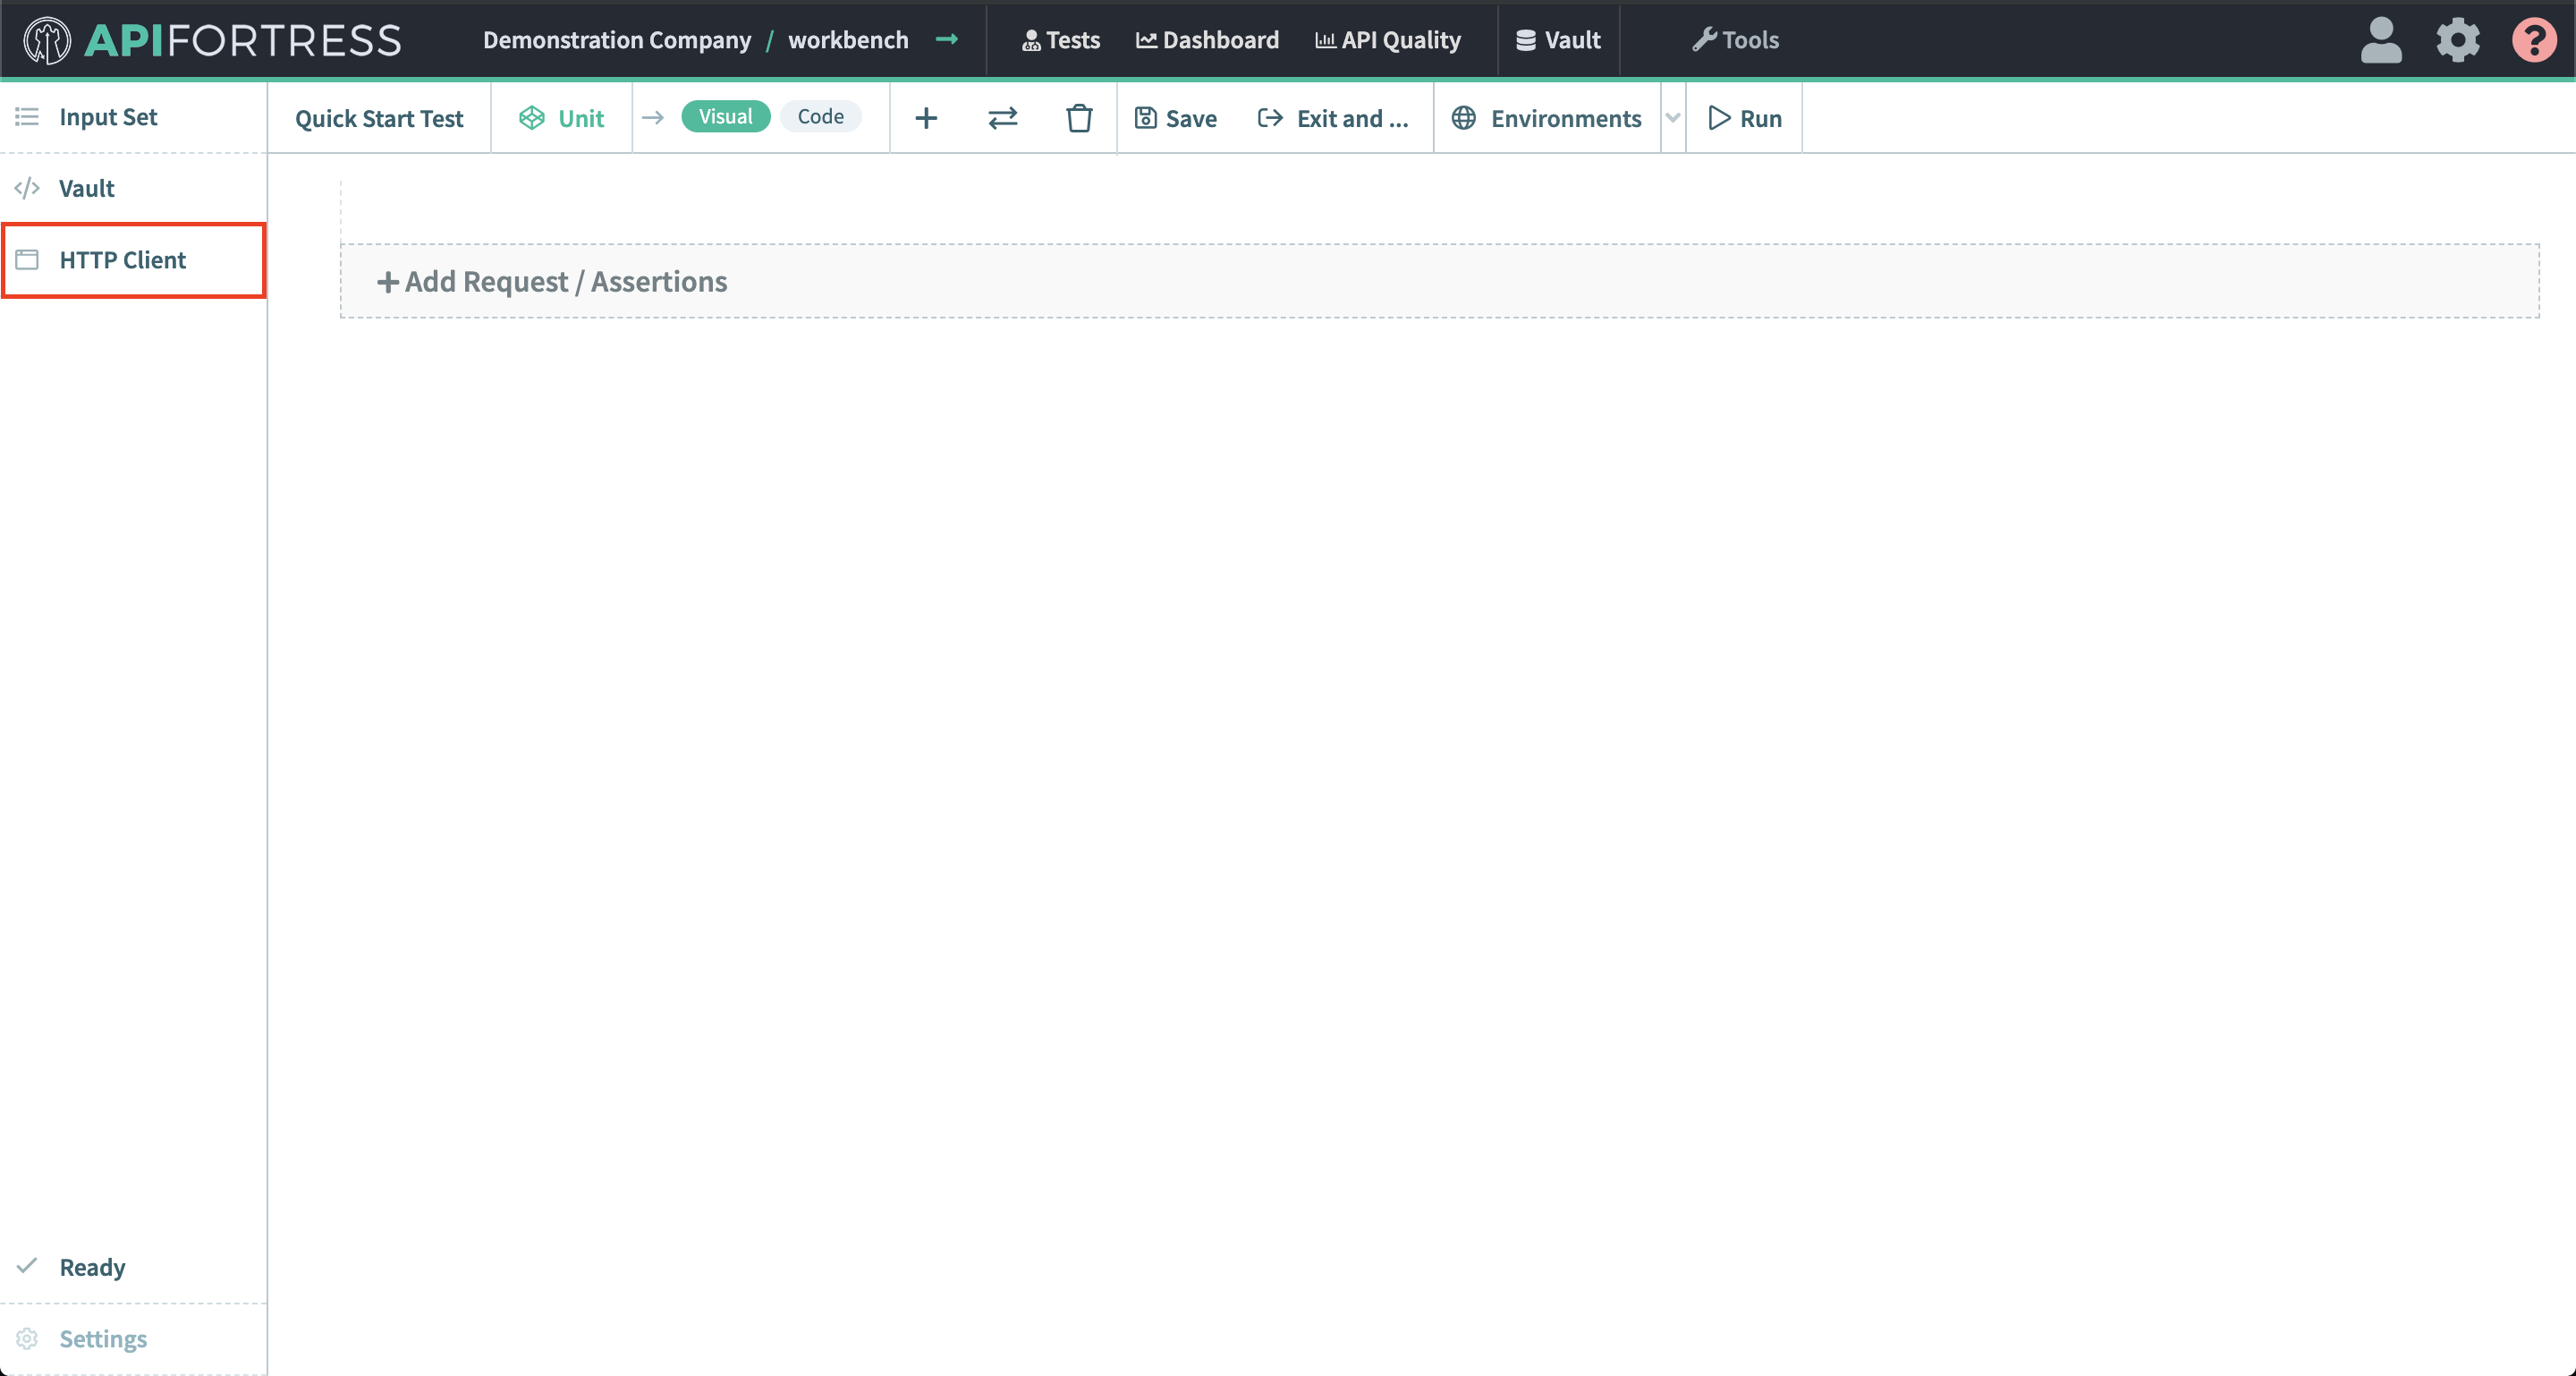 APIFORTRESS
Demonstration Company / workbench
Tests
Dashboard
API Quality
Vault
Tools
?
Input Set
Quick Start Test
Unit
Visual
Code
Save
Exit and ...
Environments
Run
Vault
HTTP Client
+ Add Request / Assertions
Ready
Settings